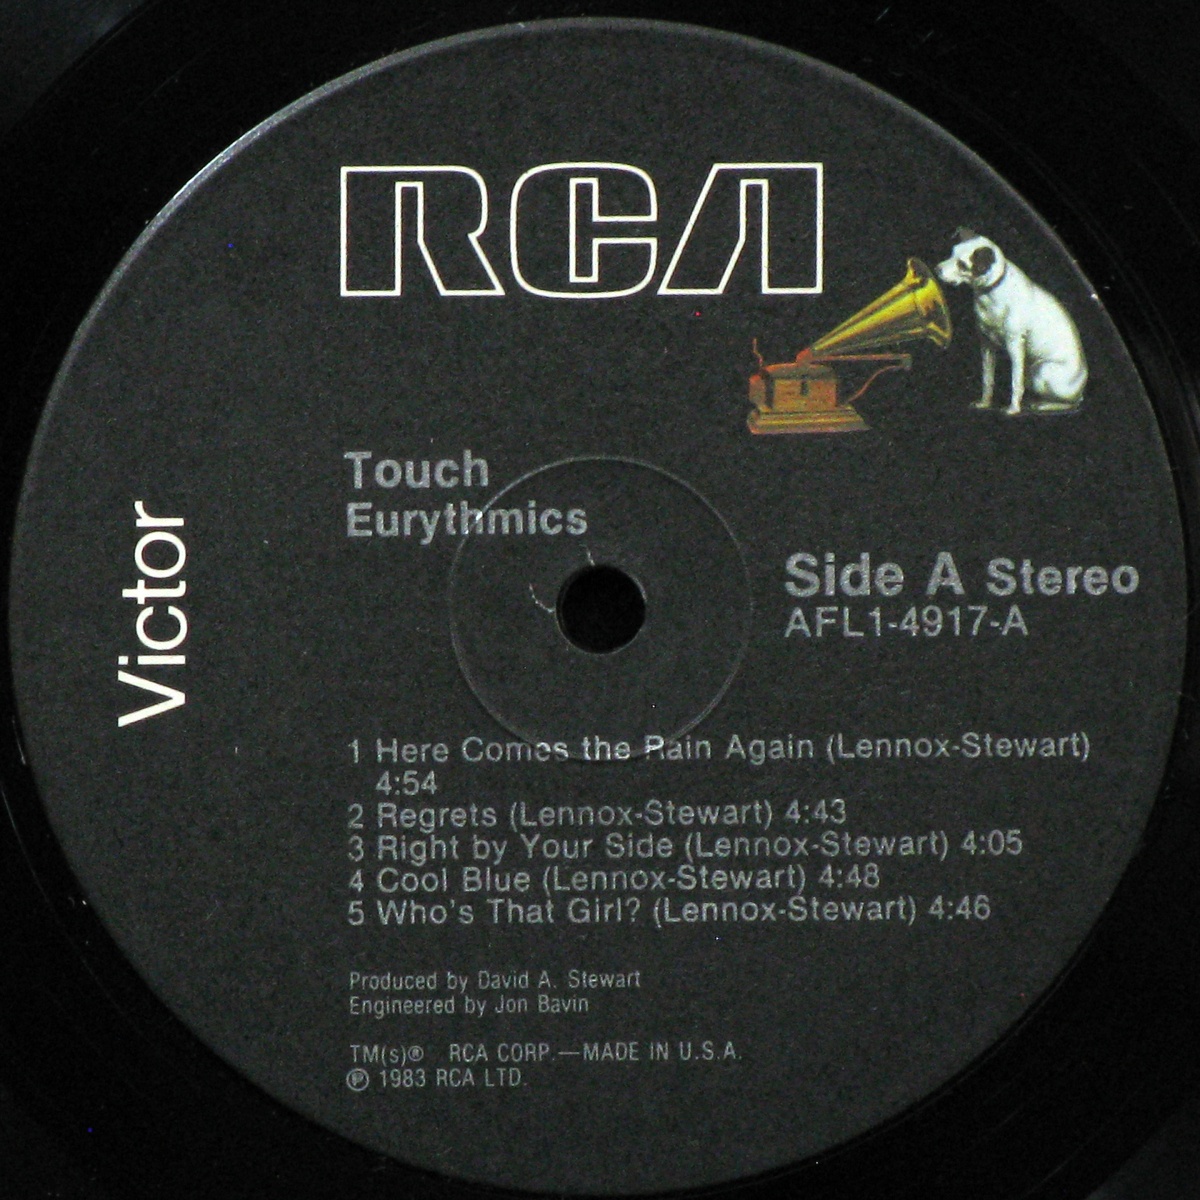 RCA
Victor
Touch
Eurythmics
Side A Stereo
AFL1-4917-A
1 Here Comes the Rain Again (Lennox-Stewart)
4:54
2 Regrets (Lennox-Stewart) 4:43
3 Right by Your Side (Lennox-Stewart) 4:05
4 Cool Blue (Lennox-Stewart) 4:48
5 Who's That Girl? (Lennox-Stewart) 4:46
Produced by David A. Stewart
Engineered by Jon Bavin
TM(s)® RCA CORP.—MADE IN U.S.A.
℗ 1983 RCA LTD.